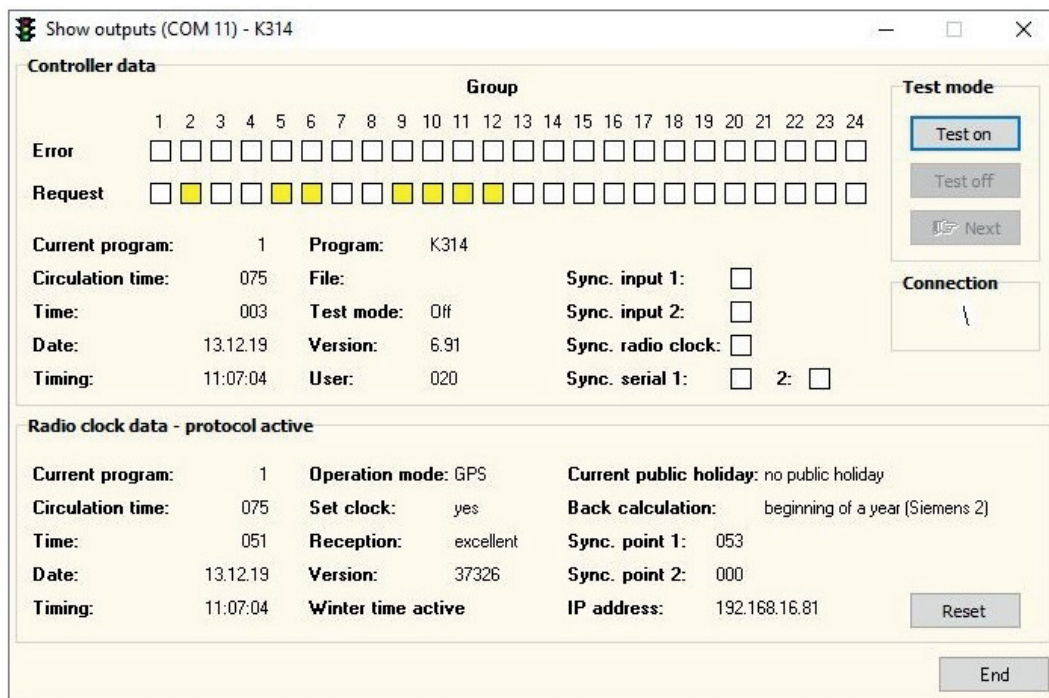 Show outputs (COM 11) - K314
Controller data
Group
Test mode
1 2 3 4 5 6 7 8 9 10 11 12 13 14 15 16 17 18 19 20 21 22 23 24
Test on
Error
Test off
Request
Next
Current program: 1 Program: K314
Circulation time: 075 File: Sync. input 1: Connection
Time: 003 Test mode: Off Sync. input 2: \
Date: 13.12.19 Version: 6.91 Sync. radio clock:
Timing: 11:07:04 User: 020 Sync. serial 1: 2:
Radio clock data - protocol active
Current program: 1 Operation mode: GPS Current public holiday: no public holiday
Circulation time: 075 Set clock: yes Back calculation: beginning of a year (Siemens 2)
Time: 051 Reception: excellent Sync. point 1: 053
Date: 13.12.19 Version: 37326 Sync. point 2: 000
Timing: 11:07:04 Winter time active IP address: 192.168.16.81 Reset
End